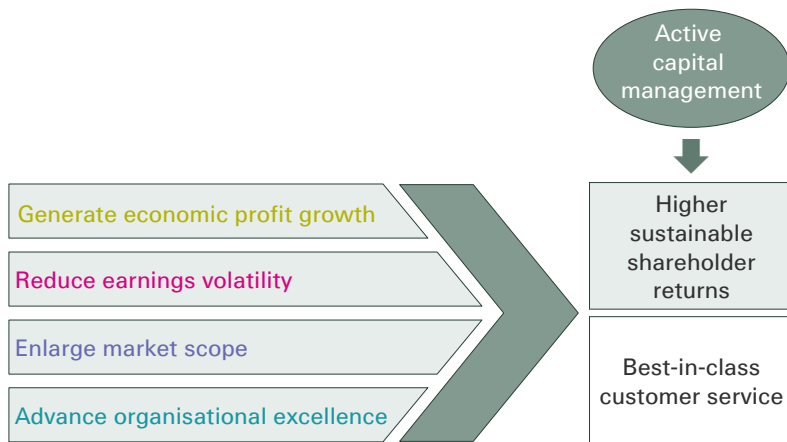 Active
capital
management
Generate economic profit growth
Reduce earnings volatility
Enlarge market scope
Advance organisational excellence
Higher
sustainable
shareholder
returns
Best-in-class
customer service